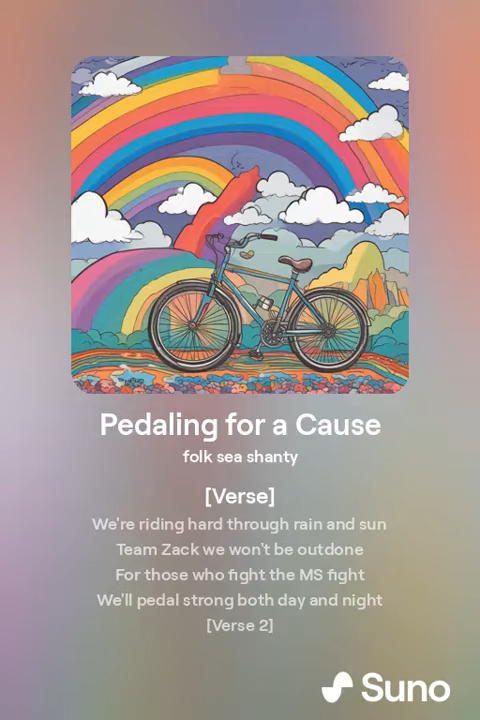 Pedaling for a Cause
folk sea shanty
[Verse]
We're riding hard through rain and sun
Team Zack we won't be outdone
For those who fight the MS fight
We'll pedal strong both day and night
[Verse 2]
Suno